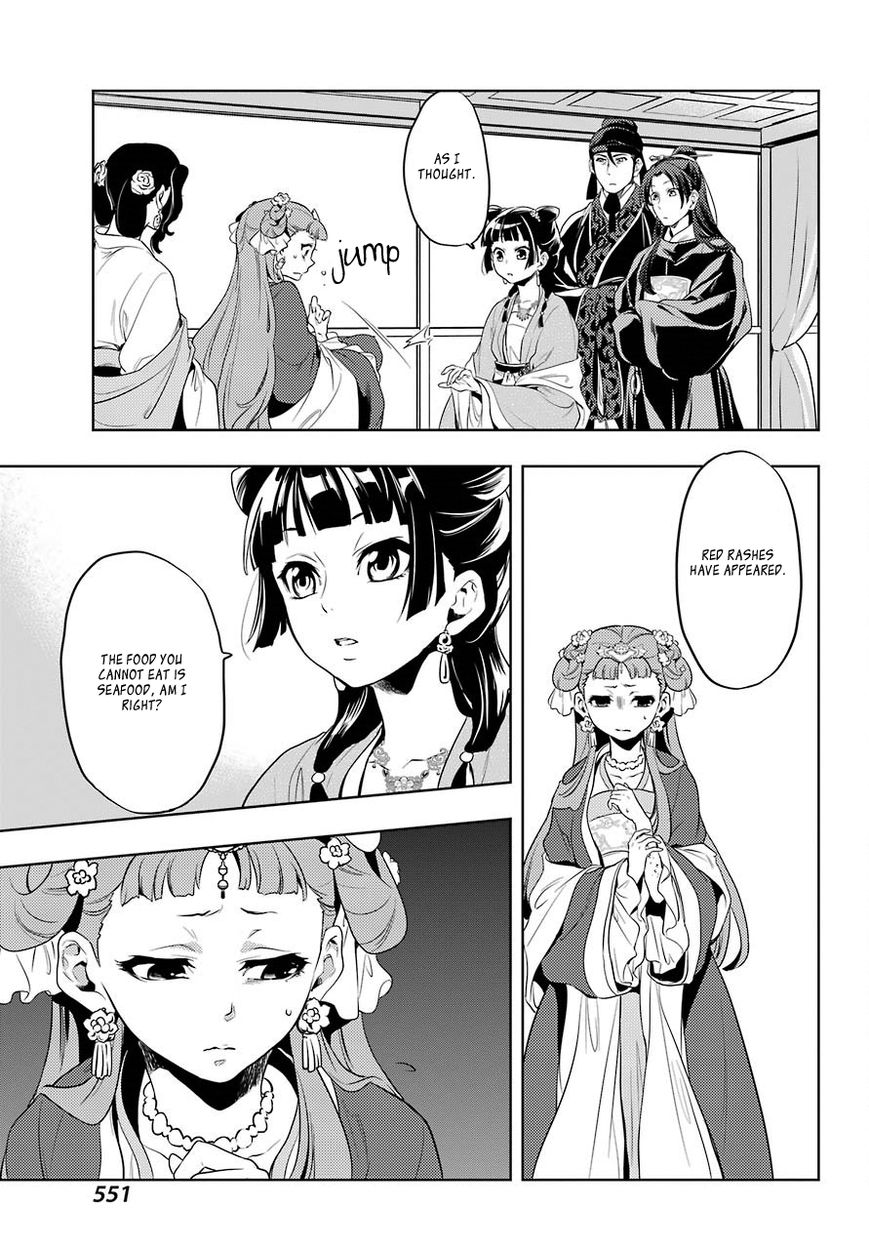 AS I
THOUGHT.
jump
RED RASHES
HAVE APPEARED.
THE FOOD YOU
CANNOT EAT IS
SEAFOOD, AM I
RIGHT?
551